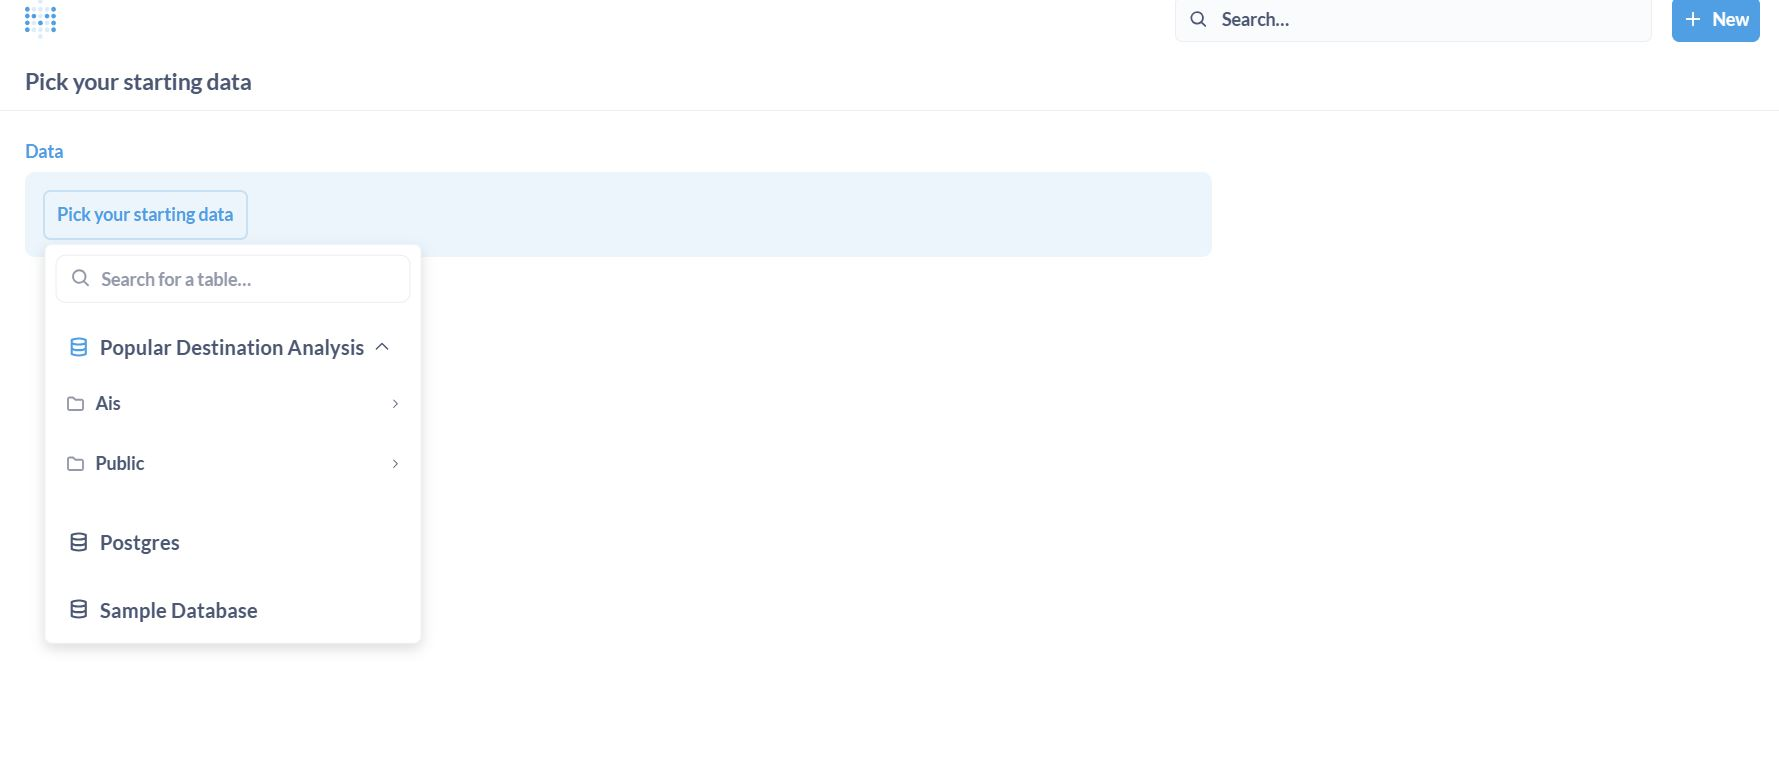 Search...
New
Pick your starting data
Data
Pick your starting data
Search for a table...
Popular Destination Analysis
Ais
Public
Postgres
Sample Database